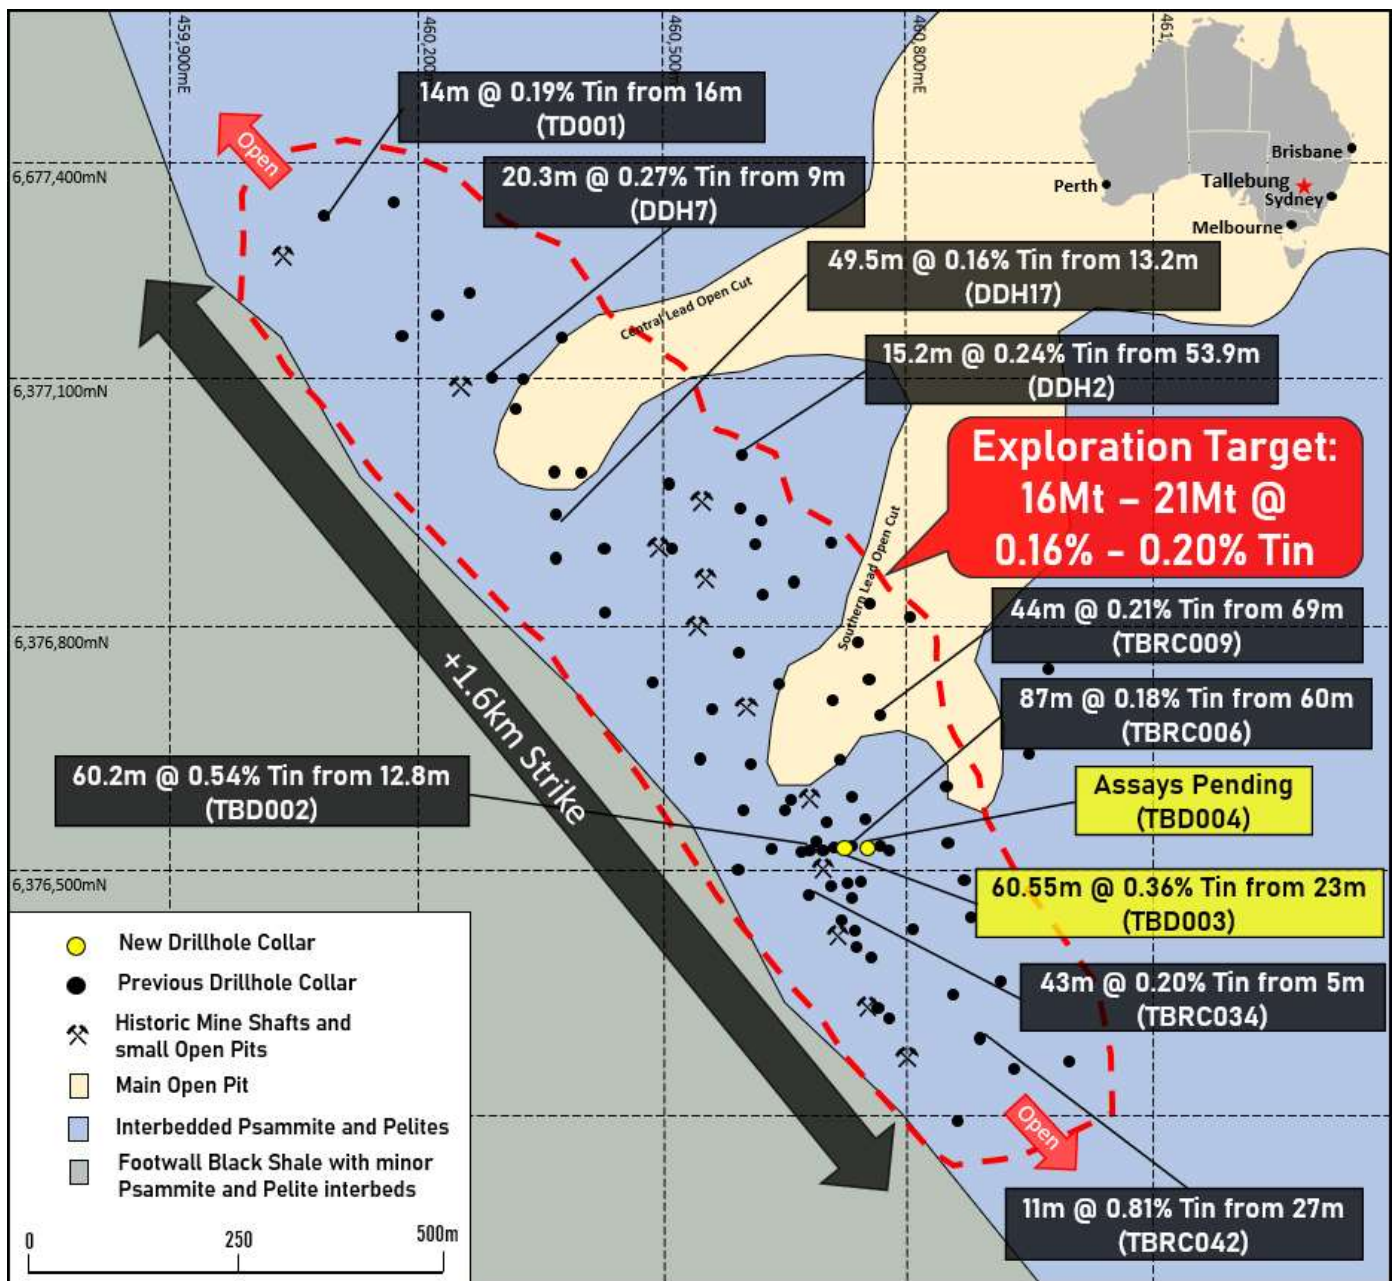 459,900mE
460,200mE
460,500mE
460,800mE
461,
14m @ 0.19% Tin from 16m
(TD001)
Open
Brisbane
Perth
Tallebung
Sydney
Melbourne
6,677,400mN
20.3m @ 0.27% Tin from 9m
(DDH7)
49.5m @ 0.16% Tin from 13.2m
(DDH17)
Central Lead Open Cut
15.2m @ 0.24% Tin from 53.9m
(DDH2)
6,377,100mN
Exploration Target:
16Mt – 21Mt @
0.16% - 0.20% Tin
Southern Lead Open Cut
44m @ 0.21% Tin from 69m
(TBRC009)
6,376,800mN
+1.6km Strike
87m @ 0.18% Tin from 60m
(TBRC006)
60.2m @ 0.54% Tin from 12.8m
(TBD002)
Assays Pending
(TBD004)
60.55m @ 0.36% Tin from 23m
(TBD003)
6,376,500mN
43m @ 0.20% Tin from 5m
(TBRC034)
Open
11m @ 0.81% Tin from 27m
(TBRC042)
New Drillhole Collar
Previous Drillhole Collar
Historic Mine Shafts and
small Open Pits
Main Open Pit
Interbedded Psammite and Pelites
Footwall Black Shale with minor
Psammite and Pelite interbeds
0
250
500m